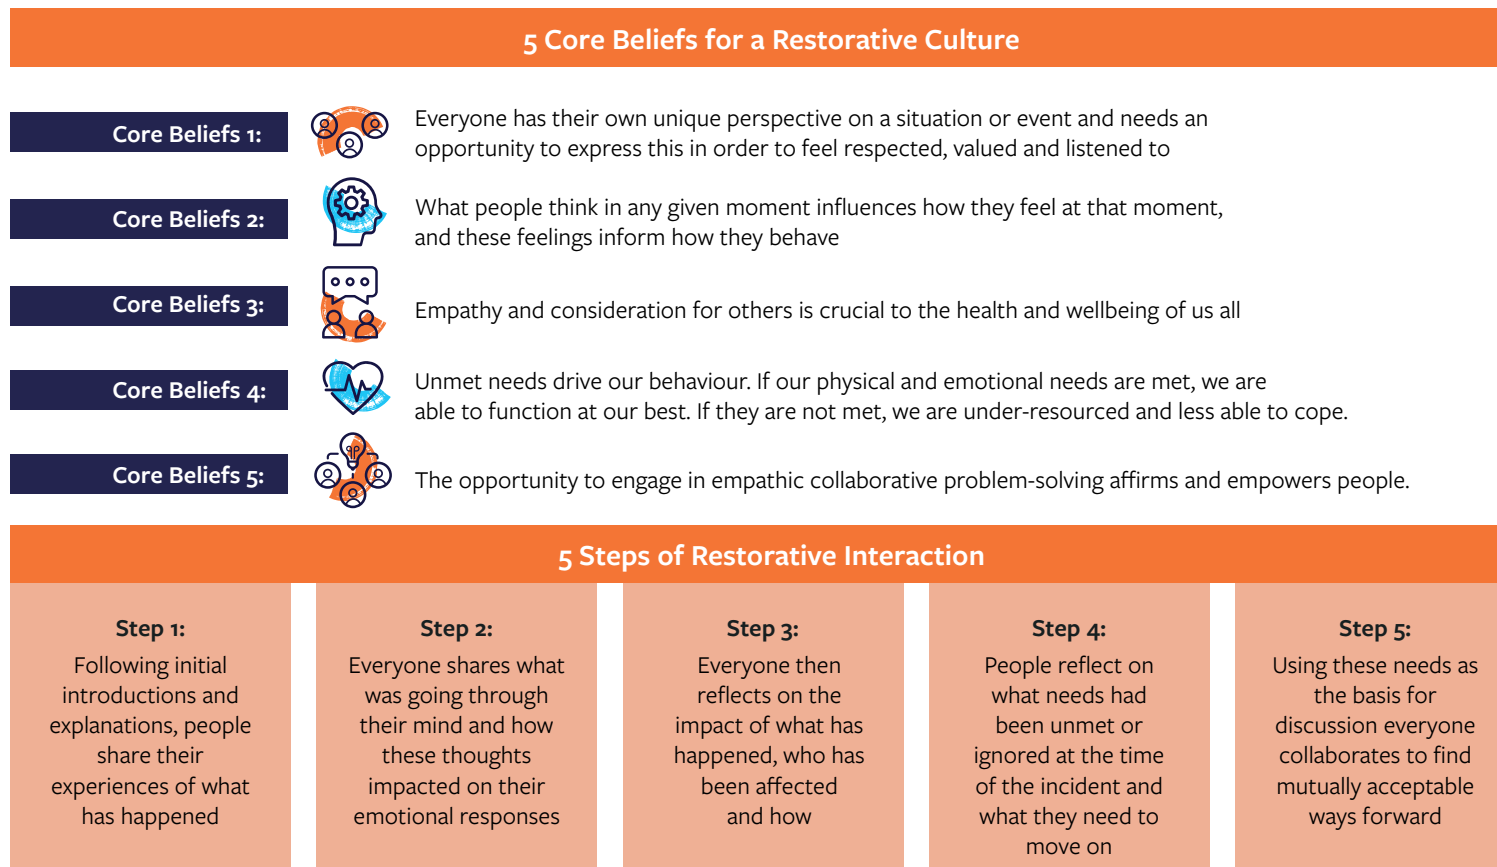 5 Core Beliefs for a Restorative Culture
Core Beliefs 1:
Everyone has their own unique perspective on a situation or event and needs an
opportunity to express this in order to feel respected, valued and listened to
Core Beliefs 2:
What people think in any given moment influences how they feel at that moment,
and these feelings inform how they behave
Core Beliefs 3:
Empathy and consideration for others is crucial to the health and wellbeing of us all
Core Beliefs 4:
Unmet needs drive our behaviour. If our physical and emotional needs are met, we are
able to function at our best. If they are not met, we are under-resourced and less able to cope.
Core Beliefs 5:
The opportunity to engage in empathic collaborative problem-solving affirms and empowers people.
5 Steps of Restorative Interaction
Step 1:
Following initial
introductions and
explanations, people
share their
experiences of what
has happened
Step 2:
Everyone shares what
was going through
their mind and how
these thoughts
impacted on their
emotional responses
Step 3:
Everyone then
reflects on the
impact of what has
happened, who has
been affected
and how
Step 4:
People reflect on
what needs had
been unmet or
ignored at the time
of the incident and
what they need to
move on
Step 5:
Using these needs as
the basis for
discussion everyone
collaborates to find
mutually acceptable
ways forward